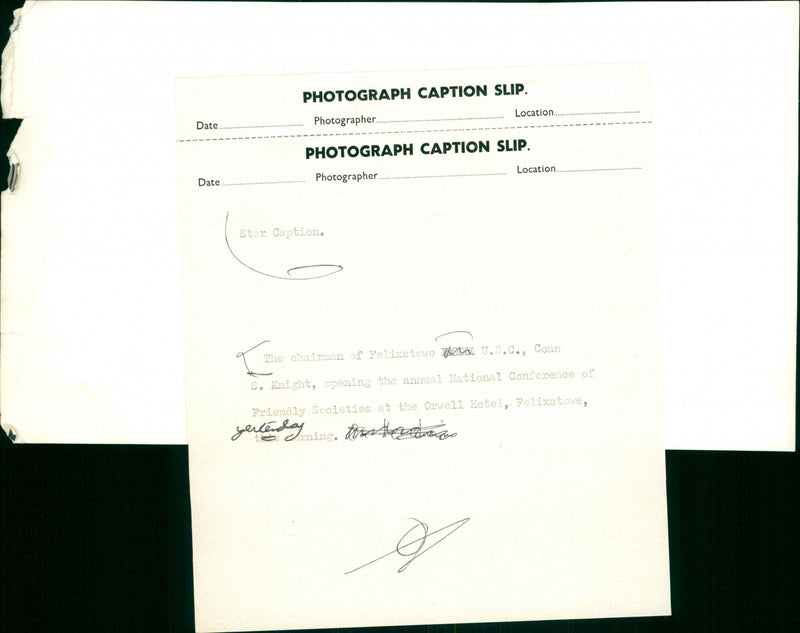 PHOTOGRAPH CAPTION SLIP.
Date Photographer Location
PHOTOGRAPH CAPTION SLIP.
Date Photographer Location
Star Caption.
The chairman of Felixstowe U.D.C., Coun
S. Knight, opening the annual National Conference of
Friendly Societies at the Orwell Hotel, Felixstowe,
yesterday morning.